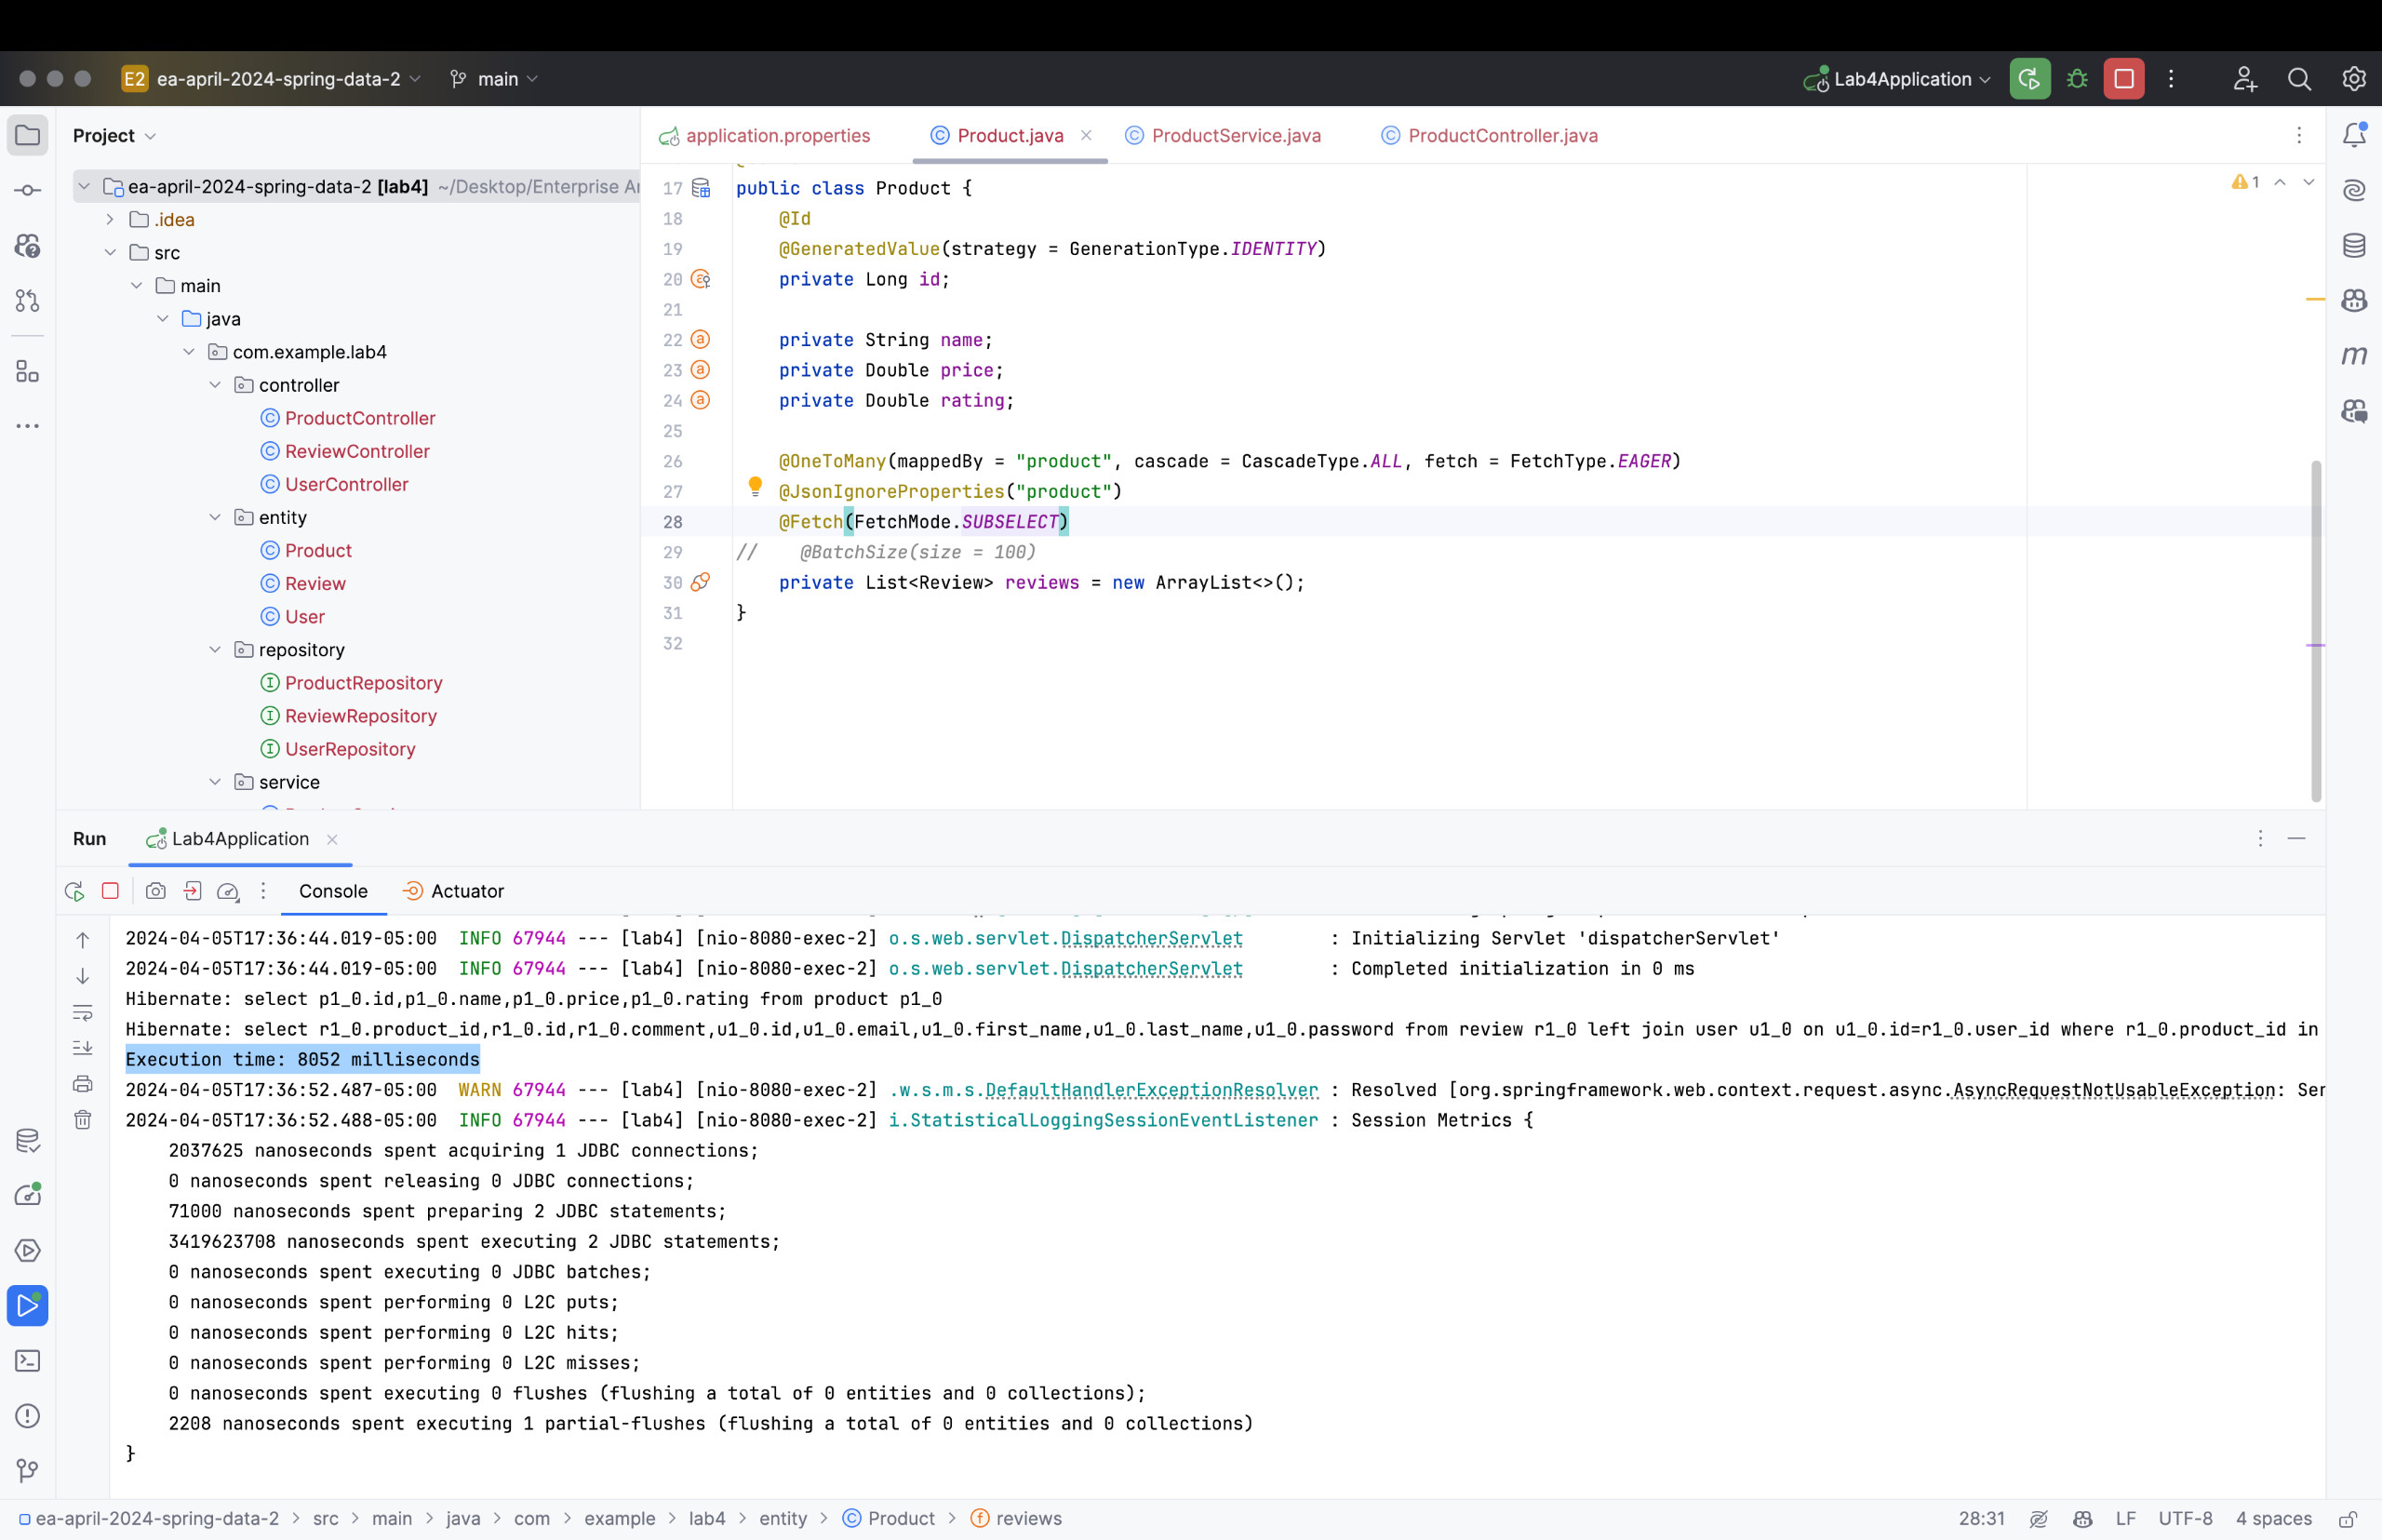 E2 ea-april-2024-spring-data-2 main Lab4Application
Project
application.properties Product.java ProductService.java ProductController.java
ea-april-2024-spring-data-2 [lab4] ~/Desktop/Enterprise Ar
.idea
src
main
java
com.example.lab4
controller
ProductController
ReviewController
UserController
entity
Product
Review
User
repository
ProductRepository
ReviewRepository
UserRepository
service
1
17 public class Product {
18 @Id
19 @GeneratedValue(strategy = GenerationType.IDENTITY)
20 private Long id;
21
22 private String name;
23 private Double price;
24 private Double rating;
25
26 @OneToMany(mappedBy = "product", cascade = CascadeType.ALL, fetch = FetchType.EAGER)
27 @JsonIgnoreProperties("product")
28 @Fetch(FetchMode.SUBSELECT)
29 // @BatchSize(size = 100)
30 private List<Review> reviews = new ArrayList<>();
31 }
32
Run Lab4Application
Console Actuator
2024-04-05T17:36:44.019-05:00 INFO 67944 --- [lab4] [nio-8080-exec-2] o.s.web.servlet.DispatcherServlet : Initializing Servlet 'dispatcherServlet'
2024-04-05T17:36:44.019-05:00 INFO 67944 --- [lab4] [nio-8080-exec-2] o.s.web.servlet.DispatcherServlet : Completed initialization in 0 ms
Hibernate: select p1_0.id,p1_0.name,p1_0.price,p1_0.rating from product p1_0
Hibernate: select r1_0.product_id,r1_0.id,r1_0.comment,u1_0.id,u1_0.email,u1_0.first_name,u1_0.last_name,u1_0.password from review r1_0 left join user u1_0 on u1_0.id=r1_0.user_id where r1_0.product_id in
Execution time: 8052 milliseconds
2024-04-05T17:36:52.487-05:00 WARN 67944 --- [lab4] [nio-8080-exec-2] .w.s.m.s.DefaultHandlerExceptionResolver : Resolved [org.springframework.web.context.request.async.AsyncRequestNotUsableException: Ser
2024-04-05T17:36:52.488-05:00 INFO 67944 --- [lab4] [nio-8080-exec-2] i.StatisticalLoggingSessionEventListener : Session Metrics {
2037625 nanoseconds spent acquiring 1 JDBC connections;
0 nanoseconds spent releasing 0 JDBC connections;
71000 nanoseconds spent preparing 2 JDBC statements;
3419623708 nanoseconds spent executing 2 JDBC statements;
0 nanoseconds spent executing 0 JDBC batches;
0 nanoseconds spent performing 0 L2C puts;
0 nanoseconds spent performing 0 L2C hits;
0 nanoseconds spent performing 0 L2C misses;
0 nanoseconds spent executing 0 flushes (flushing a total of 0 entities and 0 collections);
2208 nanoseconds spent executing 1 partial-flushes (flushing a total of 0 entities and 0 collections)
}
ea-april-2024-spring-data-2 > src > main > java > com > example > lab4 > entity > Product > reviews 28:31 LF UTF-8 4 spaces